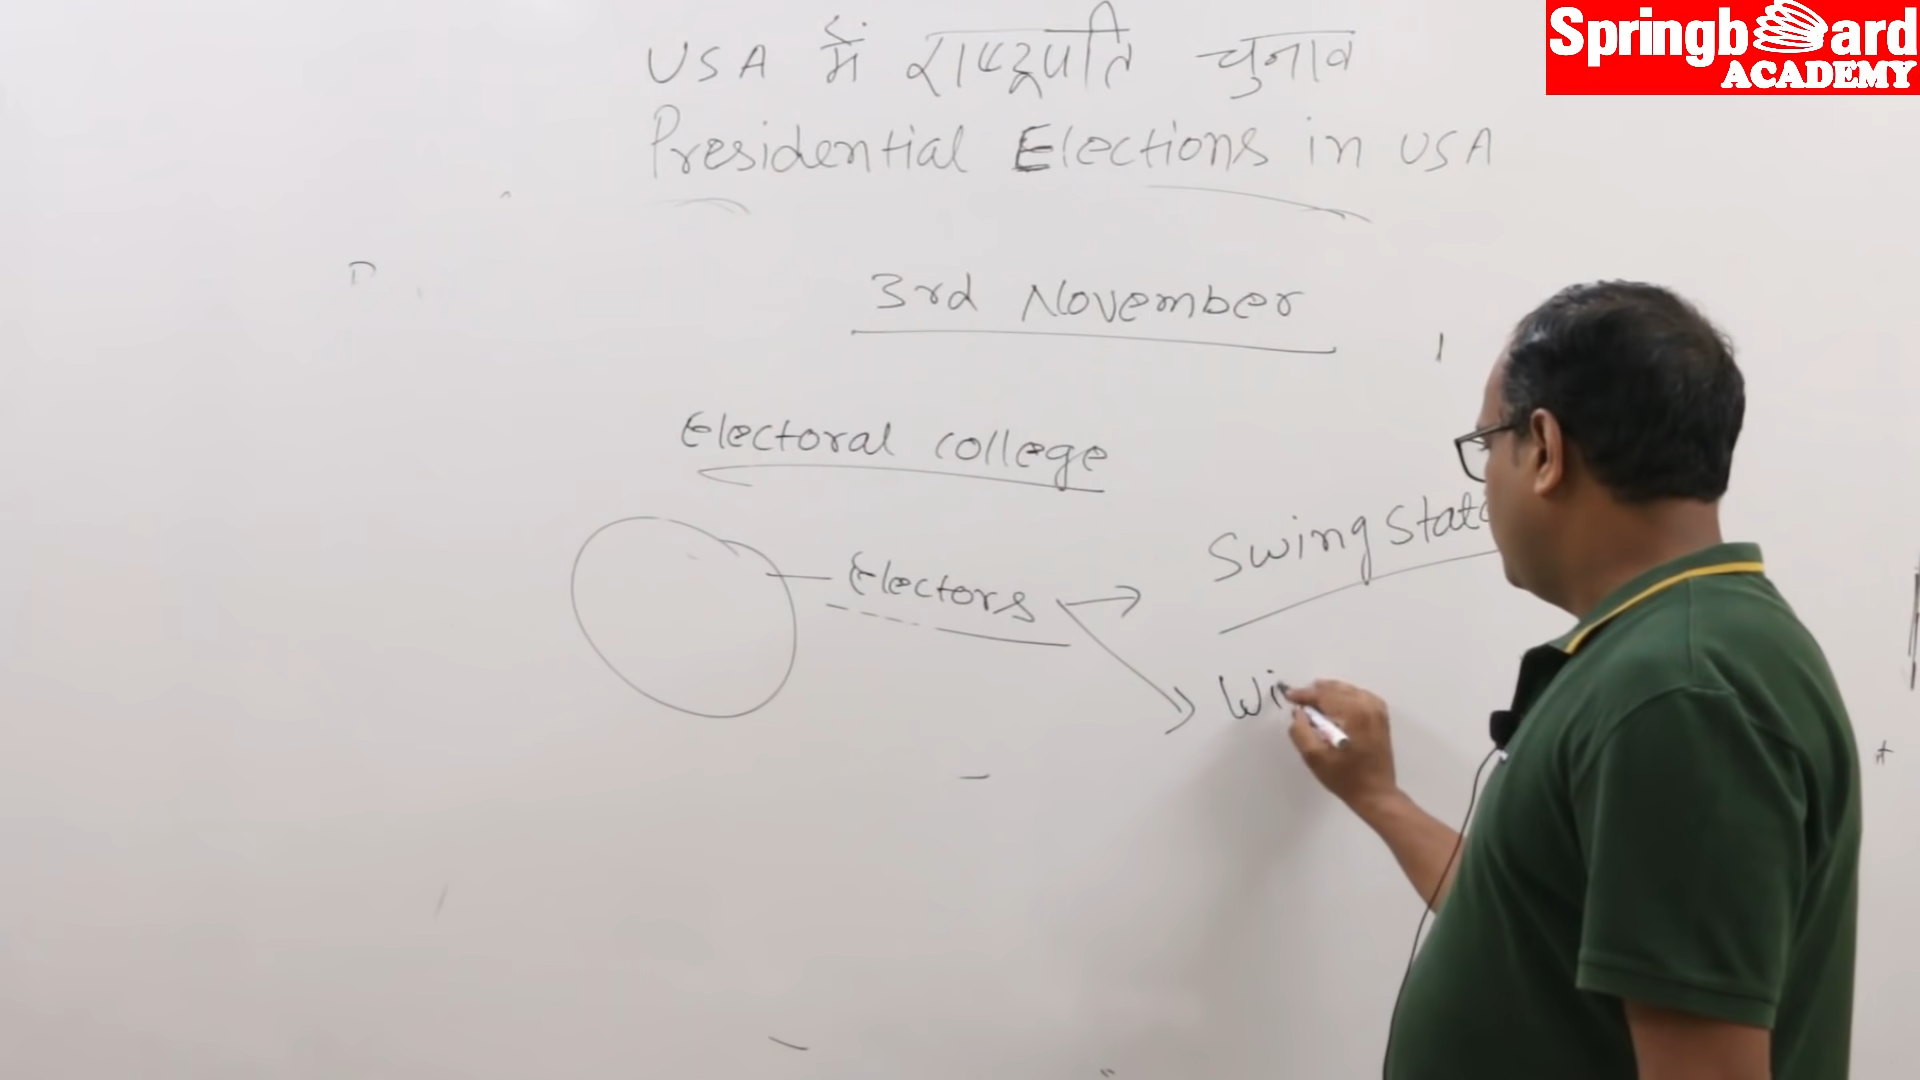 Springboard
ACADEMY
USA में राष्ट्रपति चुनाव
Presidential Elections in USA
3rd November
Electoral college
Electors
Swing State
Wi